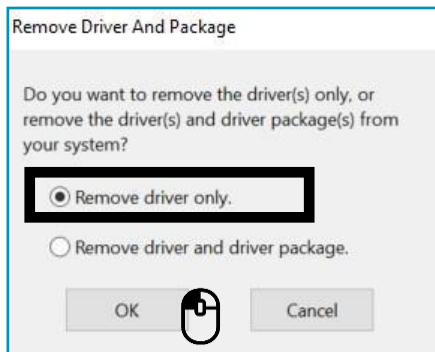 Remove Driver And Package
Do you want to remove the driver(s) only, or
remove the driver(s) and driver package(s) from
your system?
Remove driver only.
Remove driver and driver package.
OK
Cancel